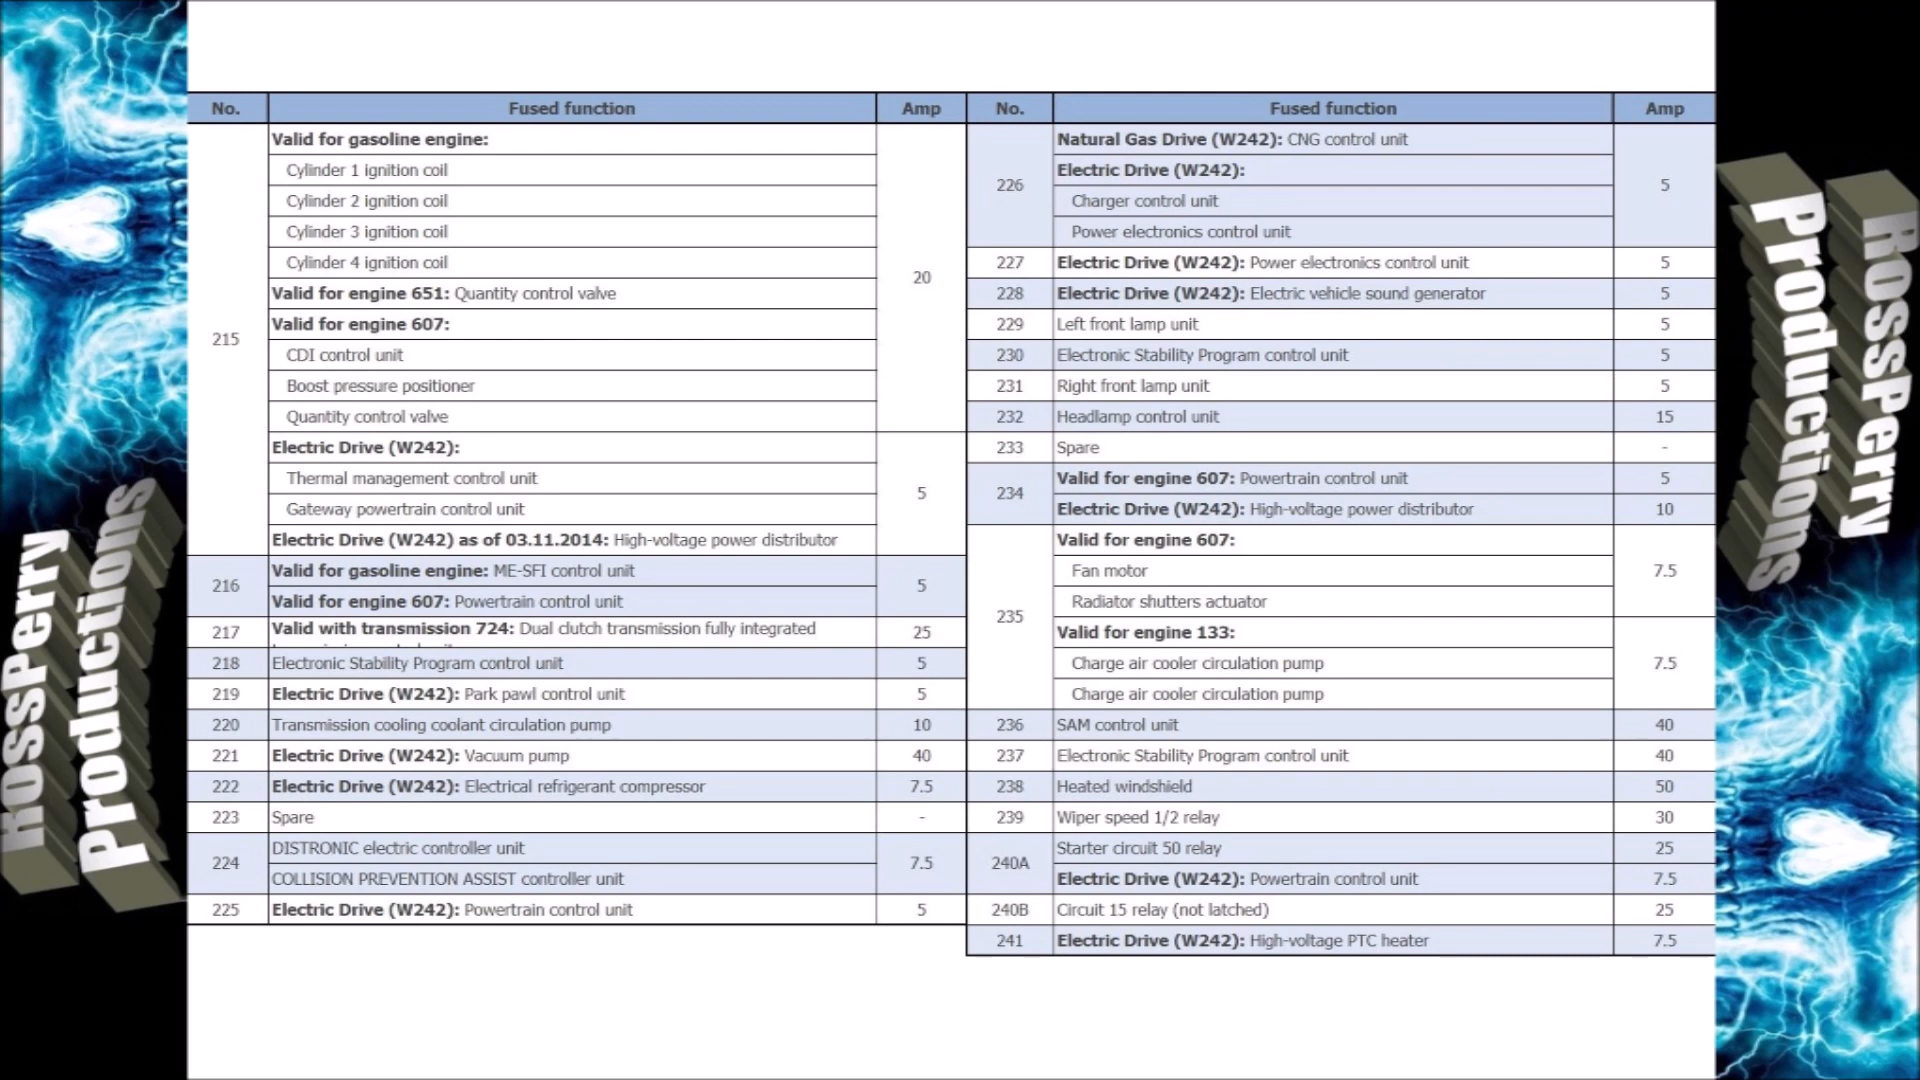 No. Fused function Amp
215
Valid for gasoline engine:
Cylinder 1 ignition coil
Cylinder 2 ignition coil
Cylinder 3 ignition coil
Cylinder 4 ignition coil
Valid for engine 651: Quantity control valve
Valid for engine 607:
CDI control unit
Boost pressure positioner
Quantity control valve
20
Electric Drive (W242):
Thermal management control unit
Gateway powertrain control unit
Electric Drive (W242) as of 03.11.2014: High-voltage power distributor
5
216
Valid for gasoline engine: ME-SFI control unit
Valid for engine 607: Powertrain control unit
5
217 Valid with transmission 724: Dual clutch transmission fully integrated 25
218 Electronic Stability Program control unit 5
219 Electric Drive (W242): Park pawl control unit 5
220 Transmission cooling coolant circulation pump 10
221 Electric Drive (W242): Vacuum pump 40
222 Electric Drive (W242): Electrical refrigerant compressor 7.5
223 Spare -
224
DISTRONIC electric controller unit
COLLISION PREVENTION ASSIST controller unit
7.5
225 Electric Drive (W242): Powertrain control unit 5
No. Fused function Amp
226
Natural Gas Drive (W242): CNG control unit
Electric Drive (W242):
Charger control unit
Power electronics control unit
5
227 Electric Drive (W242): Power electronics control unit 5
228 Electric Drive (W242): Electric vehicle sound generator 5
229 Left front lamp unit 5
230 Electronic Stability Program control unit 5
231 Right front lamp unit 5
232 Headlamp control unit 15
233 Spare -
234
Valid for engine 607: Powertrain control unit 5
Electric Drive (W242): High-voltage power distributor 10
235
Valid for engine 607:
Fan motor
Radiator shutters actuator
7.5
Valid for engine 133:
Charge air cooler circulation pump
Charge air cooler circulation pump
7.5
236 SAM control unit 40
237 Electronic Stability Program control unit 40
238 Heated windshield 50
239 Wiper speed 1/2 relay 30
240A
Starter circuit 50 relay 25
Electric Drive (W242): Powertrain control unit 7.5
240B Circuit 15 relay (not latched) 25
241 Electric Drive (W242): High-voltage PTC heater 7.5
RossPerry
Productions
RossPerry
Productions